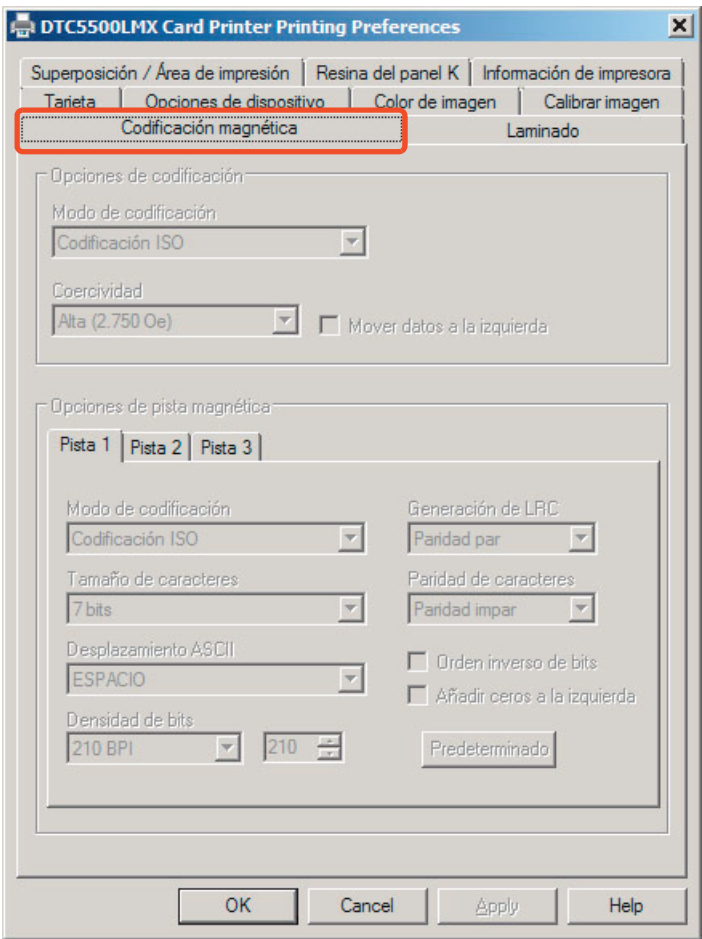 DTC5500LMX Card Printer Printing Preferences
Superposición / Área de impresión Resina del panel K Información de impresora
Tarjeta Opciones de dispositivo Color de imagen Calibrar imagen
Codificación magnética Laminado
Opciones de codificación
Modo de codificación
Codificación ISO
Coercividad
Alta (2.750 Oe) Mover datos a la izquierda
Opciones de pista magnética
Pista 1 Pista 2 Pista 3
Modo de codificación Generación de LRC
Codificación ISO Paridad par
Tamaño de caracteres Paridad de caracteres
7 bits Paridad impar
Desplazamiento ASCII
ESPACIO
Orden inverso de bits
Añadir ceros a la izquierda
Densidad de bits
210 BPI 210 Predeterminado
OK Cancel Apply Help